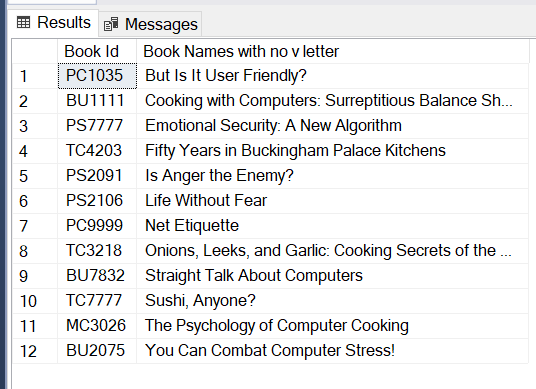 Results Messages
Book Id Book Names with no v letter
1 PC1035 But Is It User Friendly?
2 BU1111 Cooking with Computers: Surreptitious Balance Sh...
3 PS7777 Emotional Security: A New Algorithm
4 TC4203 Fifty Years in Buckingham Palace Kitchens
5 PS2091 Is Anger the Enemy?
6 PS2106 Life Without Fear
7 PC9999 Net Etiquette
8 TC3218 Onions, Leeks, and Garlic: Cooking Secrets of the ...
9 BU7832 Straight Talk About Computers
10 TC7777 Sushi, Anyone?
11 MC3026 The Psychology of Computer Cooking
12 BU2075 You Can Combat Computer Stress!